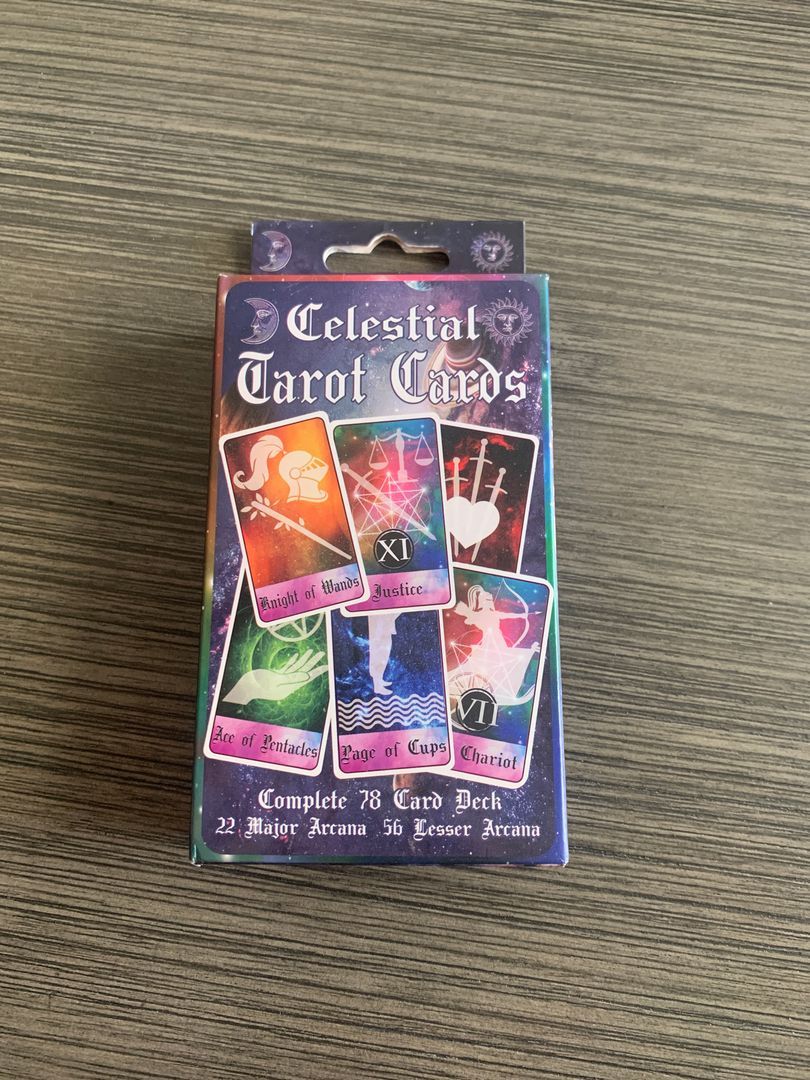 Celestial
Tarot Cards
XI
Knight of Wands
Justice
VII
Ace of Pentacles
Page of Cups
Chariot
Complete 78 Card Deck
22 Major Arcana 56 Lesser Arcana